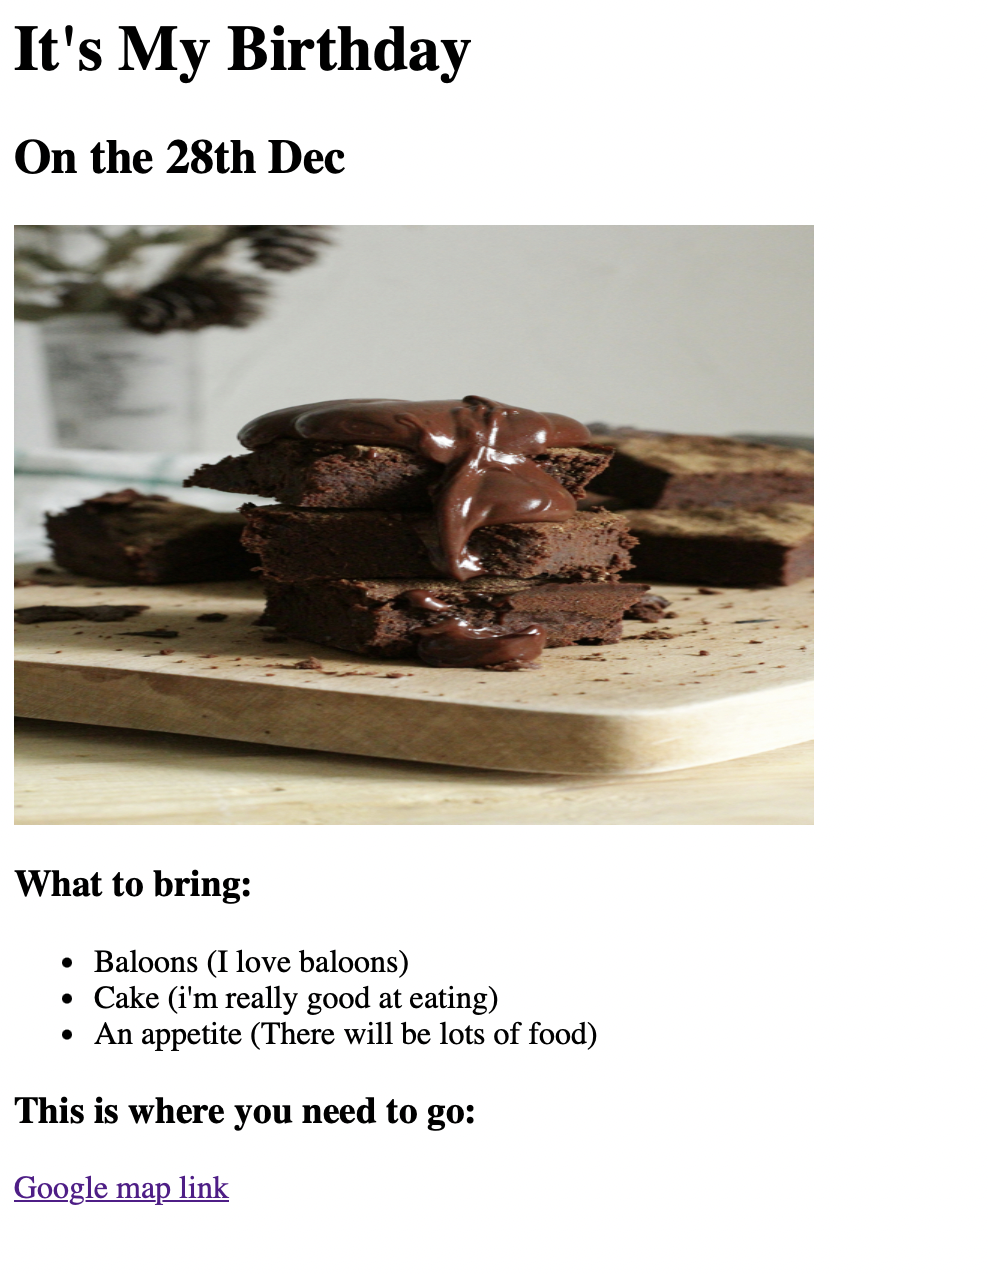 It's My Birthday
On the 28th Dec
What to bring:
Baloons (I love baloons)
Cake (i'm really good at eating)
An appetite (There will be lots of food)
This is where you need to go:
Google map link